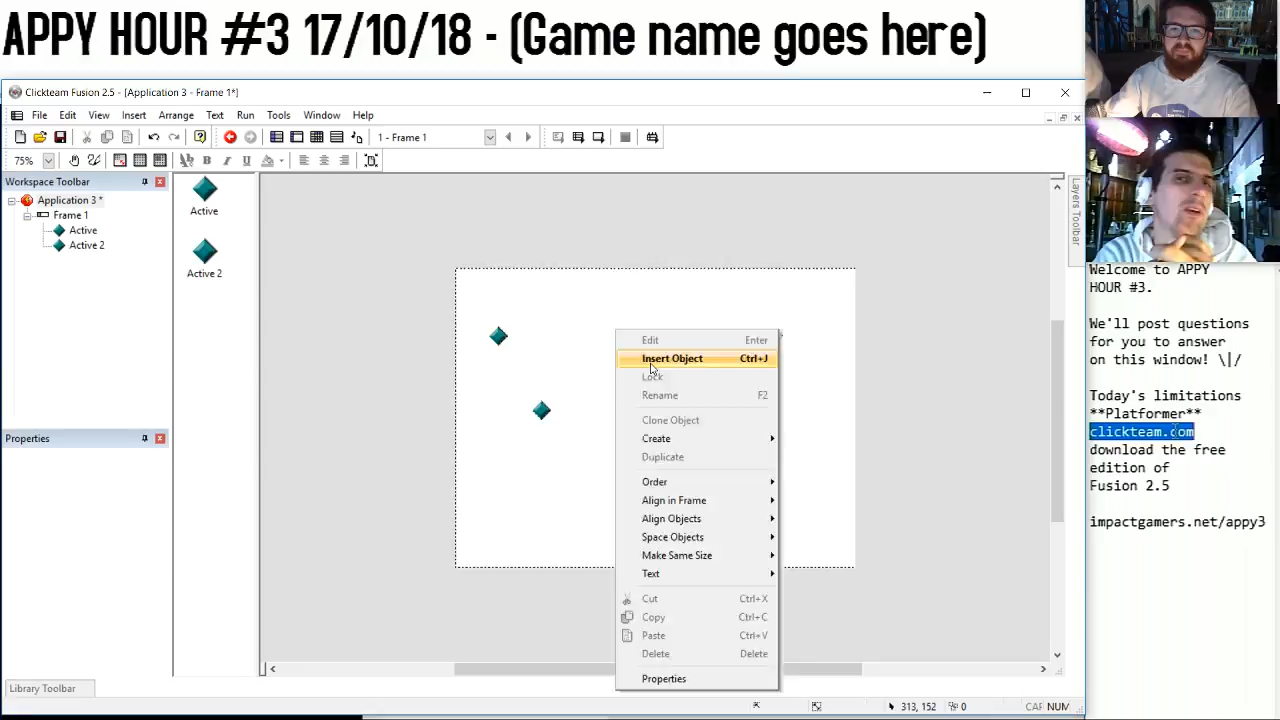 APPY HOUR #3 17/10/18 - (Game name goes here)
Clickteam Fusion 2.5 - [Application 3 - Frame 1*]
File Edit View Insert Arrange Text Run Tools Window Help
1 - Frame 1
75%
B I U
Workspace Toolbar
Application 3 *
Frame 1
Active
Active 2
Properties
Library Toolbar
Active
Active 2
Layers Toolbar
Edit Enter
Insert Object Ctrl+J
Lock
Rename F2
Clone Object
Create
Duplicate
Order
Align in Frame
Align Objects
Space Objects
Make Same Size
Text
Cut Ctrl+X
Copy Ctrl+C
Paste Ctrl+V
Delete Delete
Properties
313, 152
0
CAP NUM
Welcome to APPY
HOUR #3.
We'll post questions
for you to answer
on this window! \|/
Today's limitations
**Platformer**
clickteam.com
download the free
edition of
Fusion 2.5
impactgamers.net/appy3